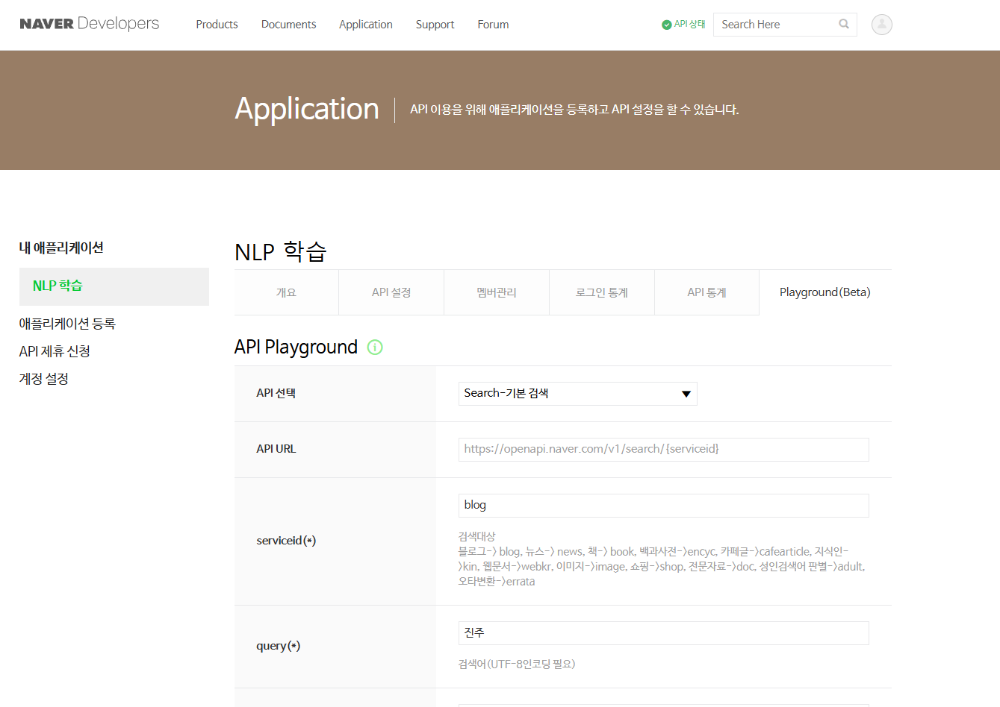 NAVER Developers
Products Documents Application Support Forum
API 상태
Search Here
Application
API 이용을 위해 애플리케이션을 등록하고 API 설정을 할 수 있습니다.
내 애플리케이션
NLP 학습
애플리케이션 등록
API 제휴 신청
계정 설정
NLP 학습
개요 API 설정 멤버관리 로그인 통계 API 통계 Playground(Beta)
API Playground
API 선택
Search-기본 검색
API URL
https://openapi.naver.com/v1/search/{serviceid}
serviceid(*)
blog
검색대상
블로그-> blog, 뉴스-> news, 책-> book, 백과사전->encyc, 카페글->cafearticle, 지식인-
>kin, 웹문서->webkr, 이미지->image, 쇼핑->shop, 전문자료->doc, 성인검색어 판별->adult,
오타변환->errata
query(*)
진주
검색어(UTF-8인코딩 필요)